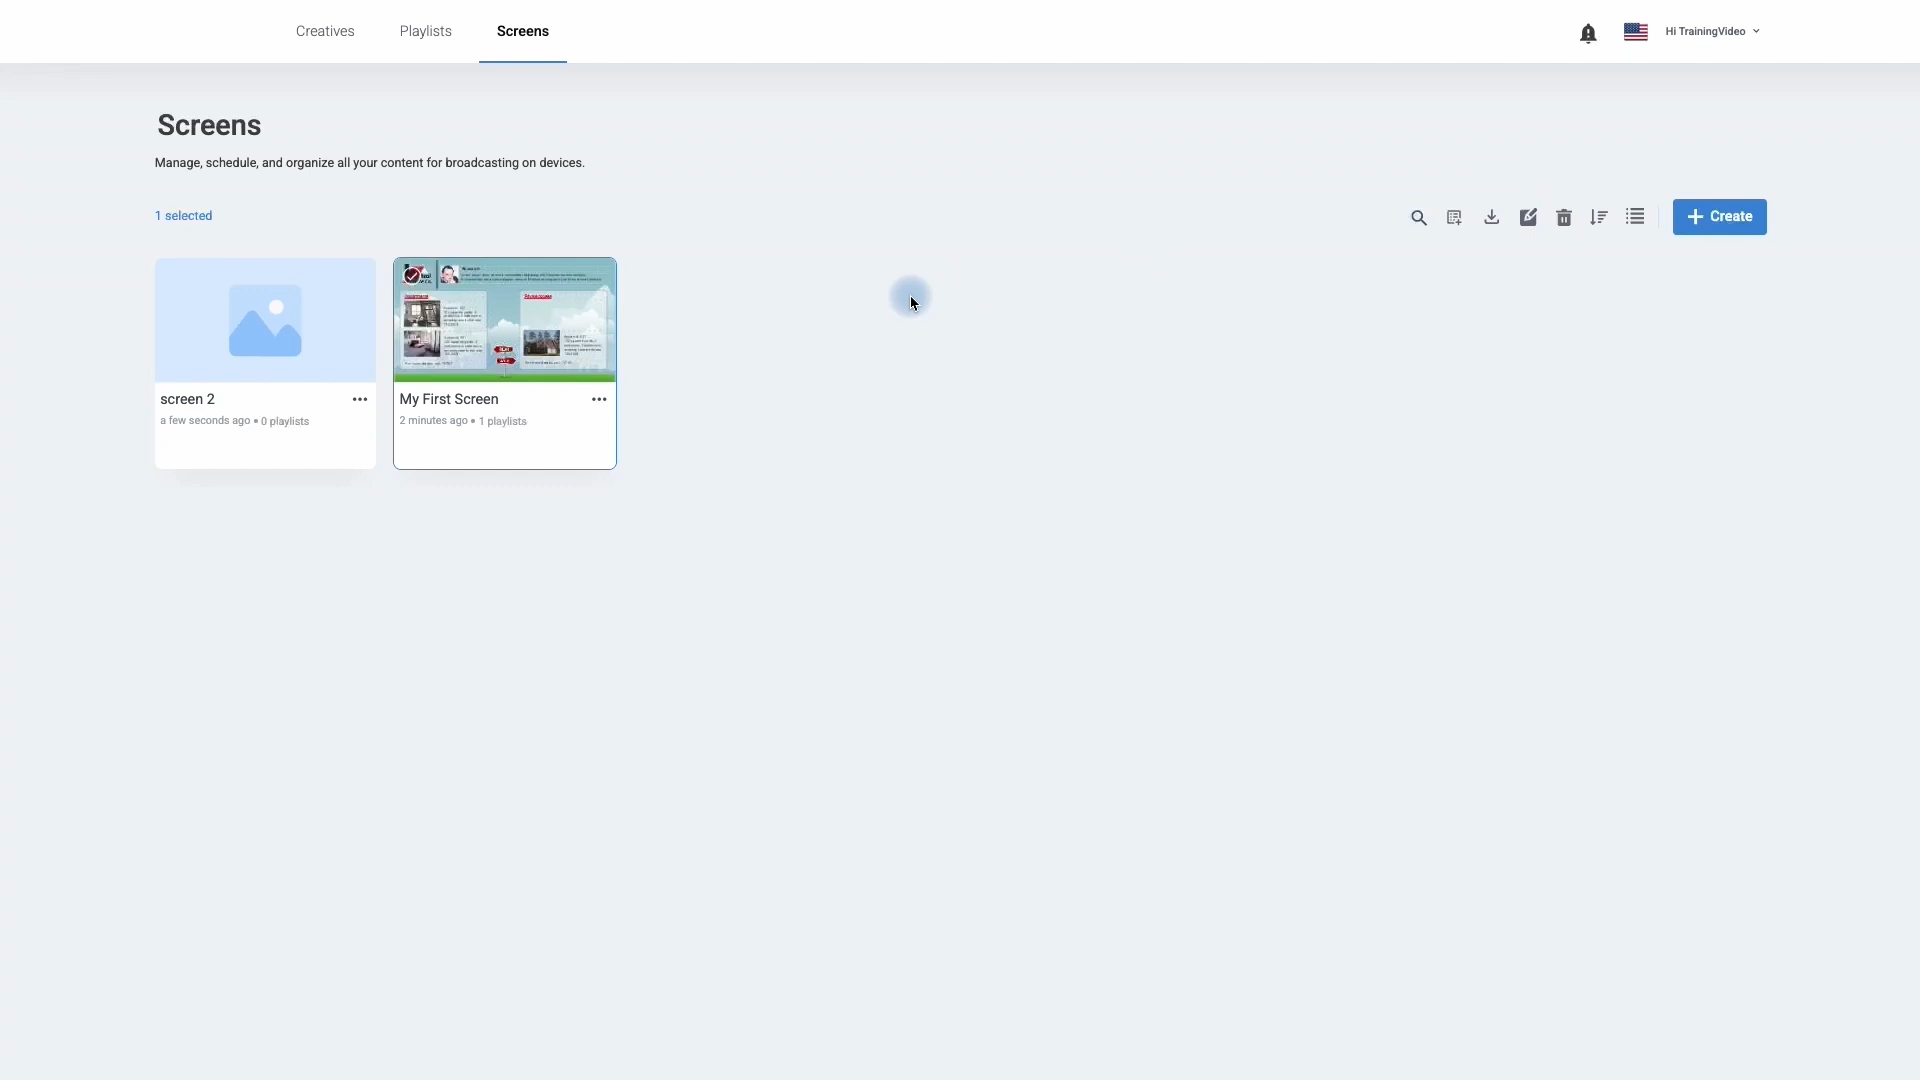 Creatives
Playlists
Screens
Hi TrainingVideo
Screens
Manage, schedule, and organize all your content for broadcasting on devices.
1 selected
Create
screen 2
a few seconds ago • 0 playlists
My First Screen
2 minutes ago • 1 playlists